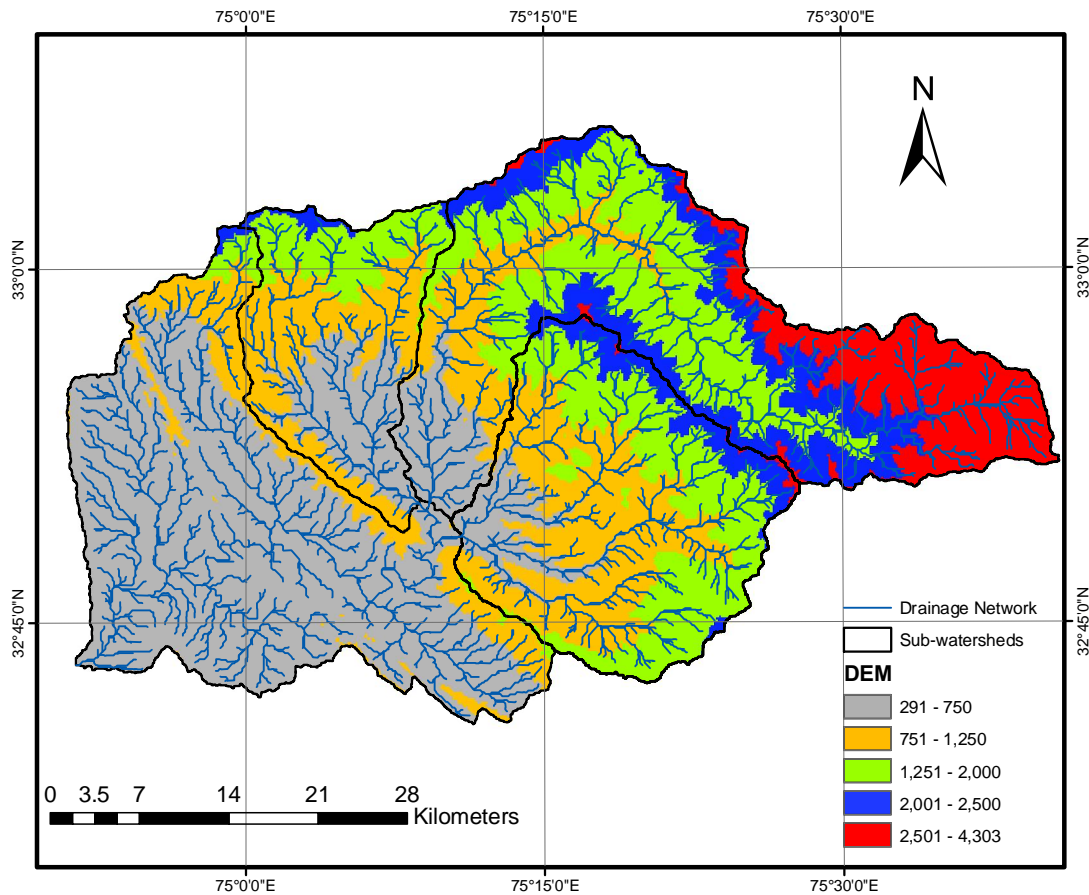 75°0'0"E 75°15'0"E 75°30'0"E
N
33°0'0"N 33°0'0"N
32°45'0"N 32°45'0"N
Drainage Network
Sub-watersheds
DEM
291 - 750
751 - 1,250
1,251 - 2,000
2,001 - 2,500
2,501 - 4,303
0 3.5 7 14 21 28
Kilometers
75°0'0"E 75°15'0"E 75°30'0"E